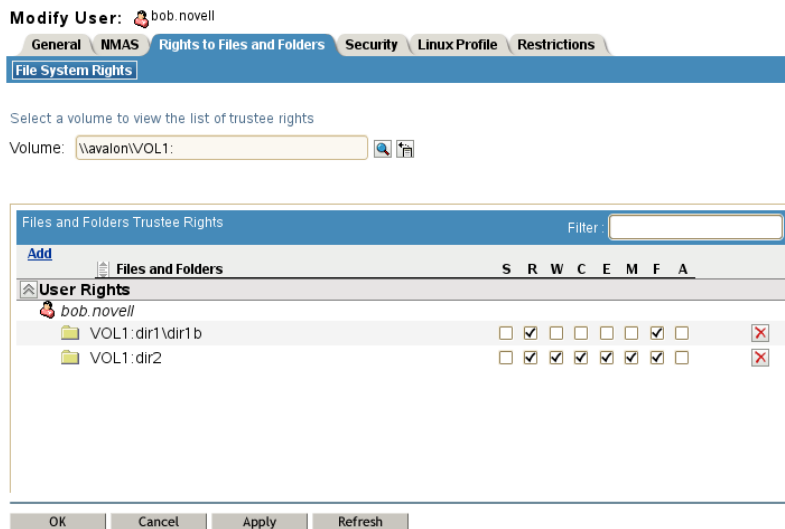 Modify User: bob.novell
General NMAS Rights to Files and Folders Security Linux Profile Restrictions
File System Rights
Select a volume to view the list of trustee rights
Volume: \\avalon\VOL1:
Files and Folders Trustee Rights Filter :
Add
Files and Folders S R W C E M F A
User Rights
bob.novell
VOL1:dir1\dir1b
VOL1:dir2
OK Cancel Apply Refresh